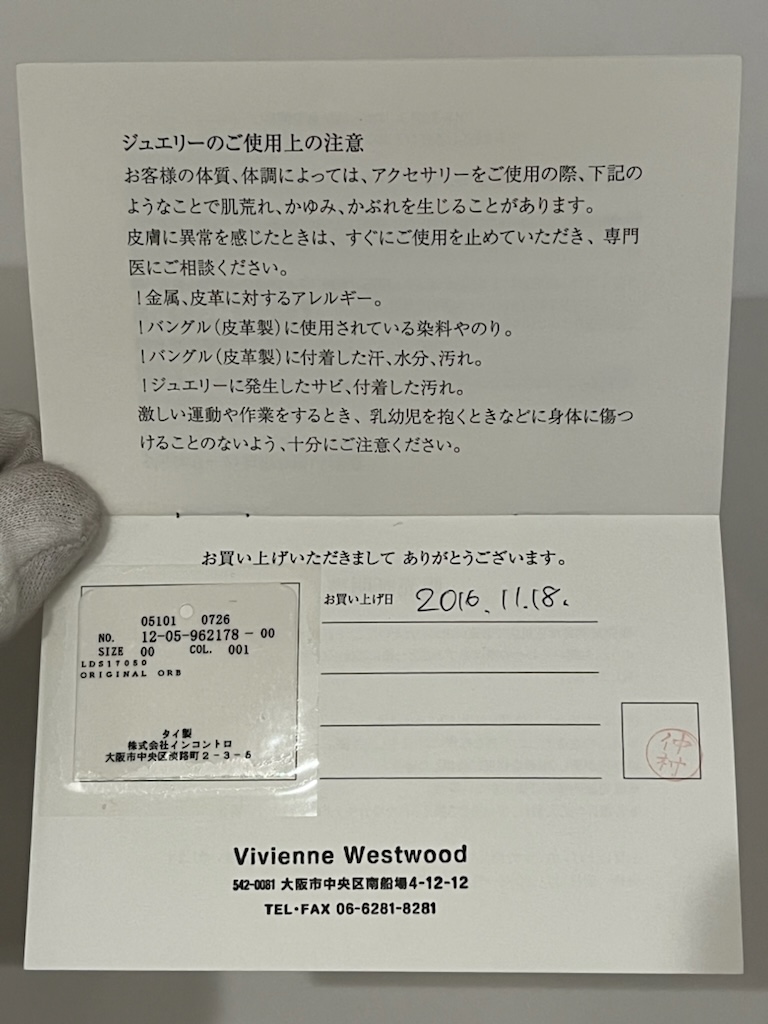 ジュエリーのご使用上の注意
お客様の体質、体調によっては、アクセサリーをご使用の際、下記の
ようなことで肌荒れ、かゆみ、かぶれを生じることがあります。
皮膚に異常を感じたときは、すぐにご使用を止めていただき、専門
医にご相談ください。
!金属、皮革に対するアレルギー。
!バングル(皮革製)に使用されている染料やのり。
!バングル(皮革製)に付着した汗、水分、汚れ。
!ジュエリーに発生したサビ、付着した汚れ。
激しい運動や作業をするとき、乳幼児を抱くときなどに身体に傷つ
けることのないよう、十分にご注意ください。
お買い上げいただきまして ありがとうございます。
05101 0726
NO. 12-05-962178-00
SIZE 00 COL. 001
LDS17050
ORIGINAL ORB
タイ製
株式会社インコントロ
大阪市中央区淡路町2-3-5
お買い上げ日 2016.11.18.
仲村
Vivienne Westwood
542-0081 大阪市中央区南船場4-12-12
TEL・FAX 06-6281-8281